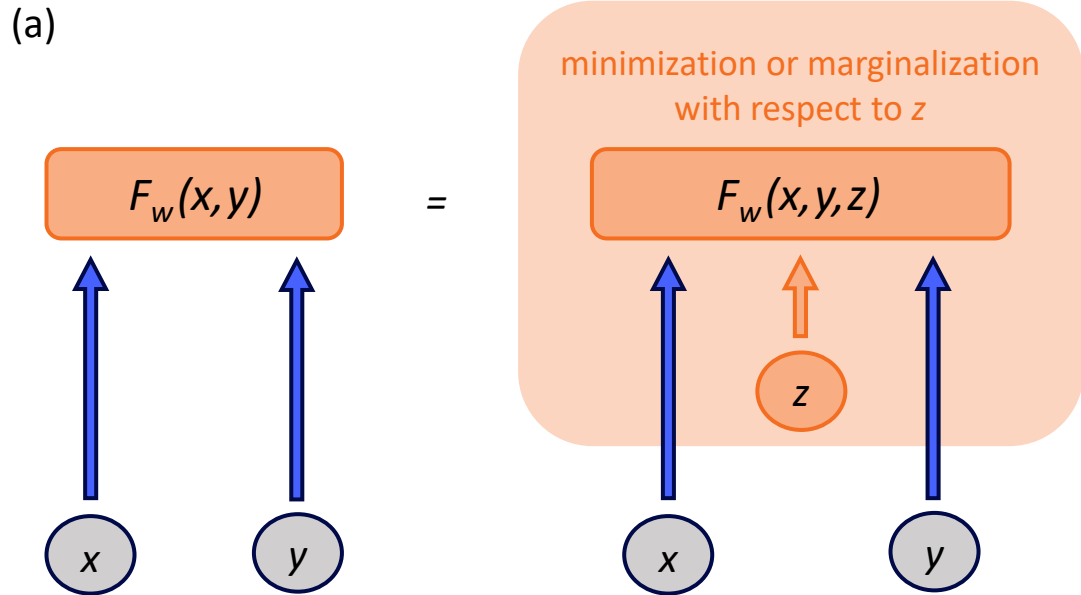 (a)
minimization or marginalization
with respect to z
F_w(x, y)
=
F_w(x, y, z)
z
x
y
x
y